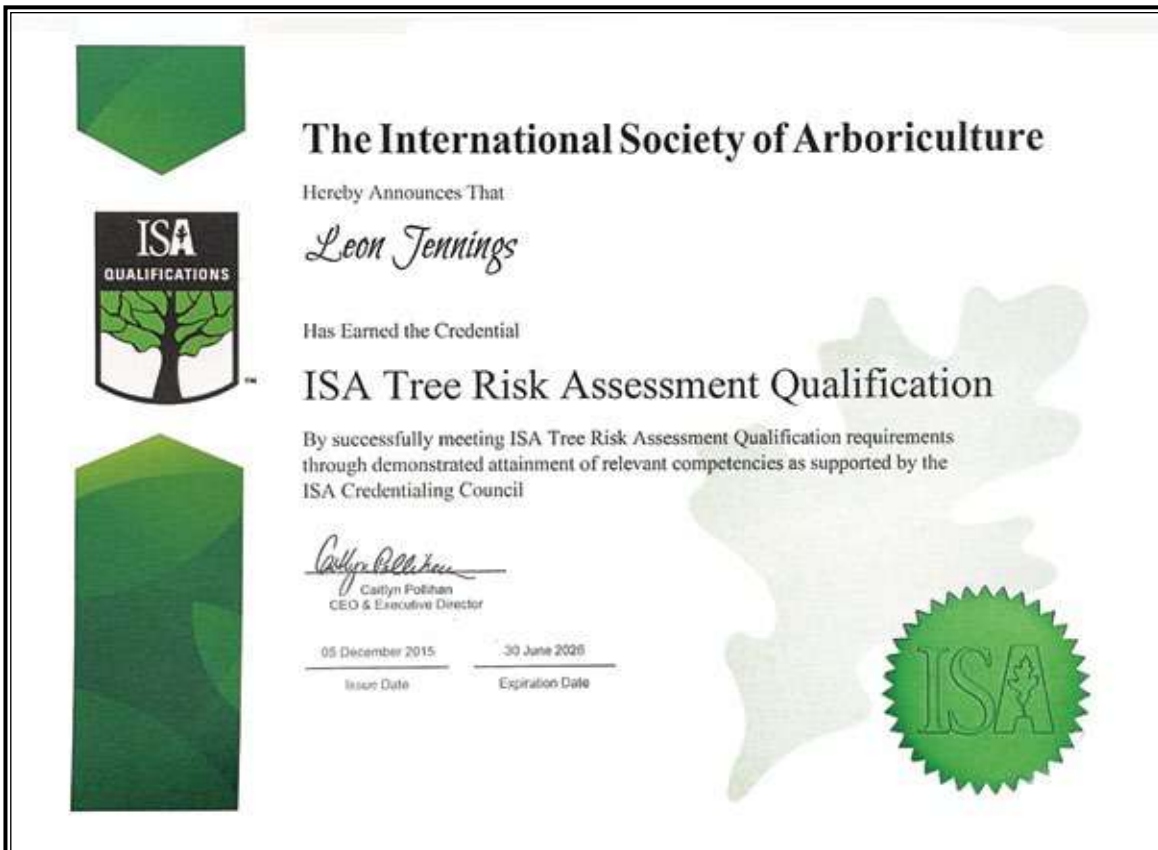 The International Society of Arboriculture
Hereby Announces That
Leon Jennings
ISA
QUALIFICATIONS
TM
Has Earned the Credential
ISA Tree Risk Assessment Qualification
By successfully meeting ISA Tree Risk Assessment Qualification requirements
through demonstrated attainment of relevant competencies as supported by the
ISA Credentialing Council
Caitlyn Pollihan
Caitlyn Pollihan
CEO & Executive Director
05 December 2015 30 June 2026
Issue Date Expiration Date
ISA